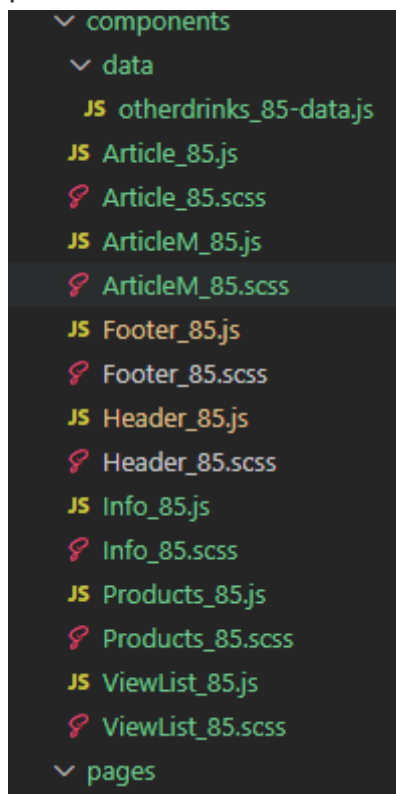 components
data
JS otherdrinks_85-data.js
JS Article_85.js
Article_85.scss
JS ArticleM_85.js
ArticleM_85.scss
JS Footer_85.js
Footer_85.scss
JS Header_85.js
Header_85.scss
JS Info_85.js
Info_85.scss
JS Products_85.js
Products_85.scss
JS ViewList_85.js
ViewList_85.scss
pages